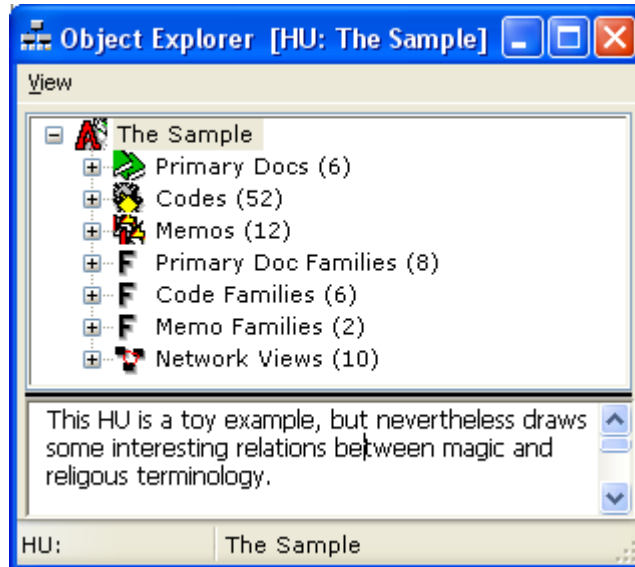 Object Explorer [HU: The Sample]
View
The Sample
Primary Docs (6)
Codes (52)
Memos (12)
F Primary Doc Families (8)
F Code Families (6)
F Memo Families (2)
Network Views (10)
This HU is a toy example, but nevertheless draws
some interesting relations between magic and
religous terminology.
HU: The Sample